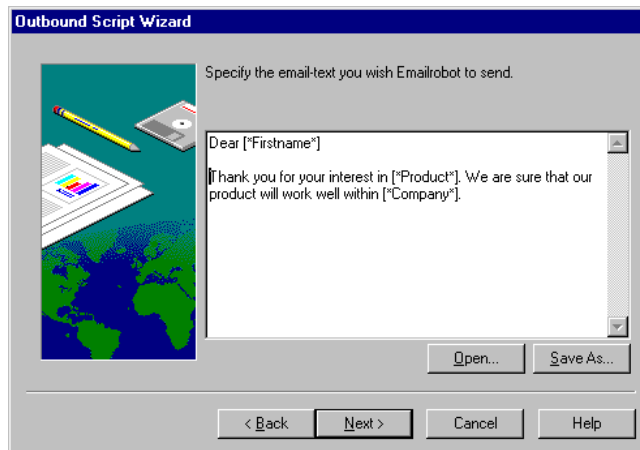 Outbound Script Wizard
Specify the email-text you wish Emailrobot to send.
Dear [*Firstname*]
Thank you for your interest in [*Product*]. We are sure that our
product will work well within [*Company*].
Open...
Save As...
< Back
Next >
Cancel
Help